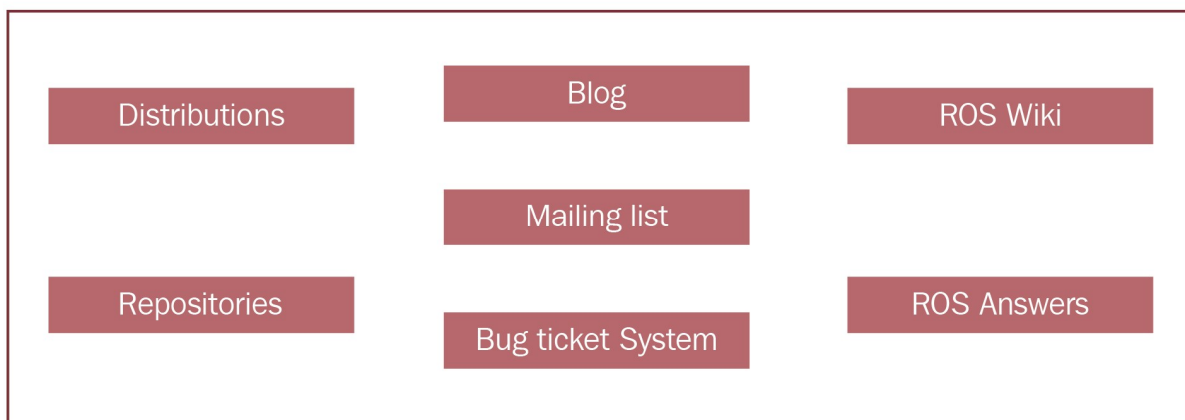 Distributions
Repositories
Blog
Mailing list
Bug ticket System
ROS Wiki
ROS Answers